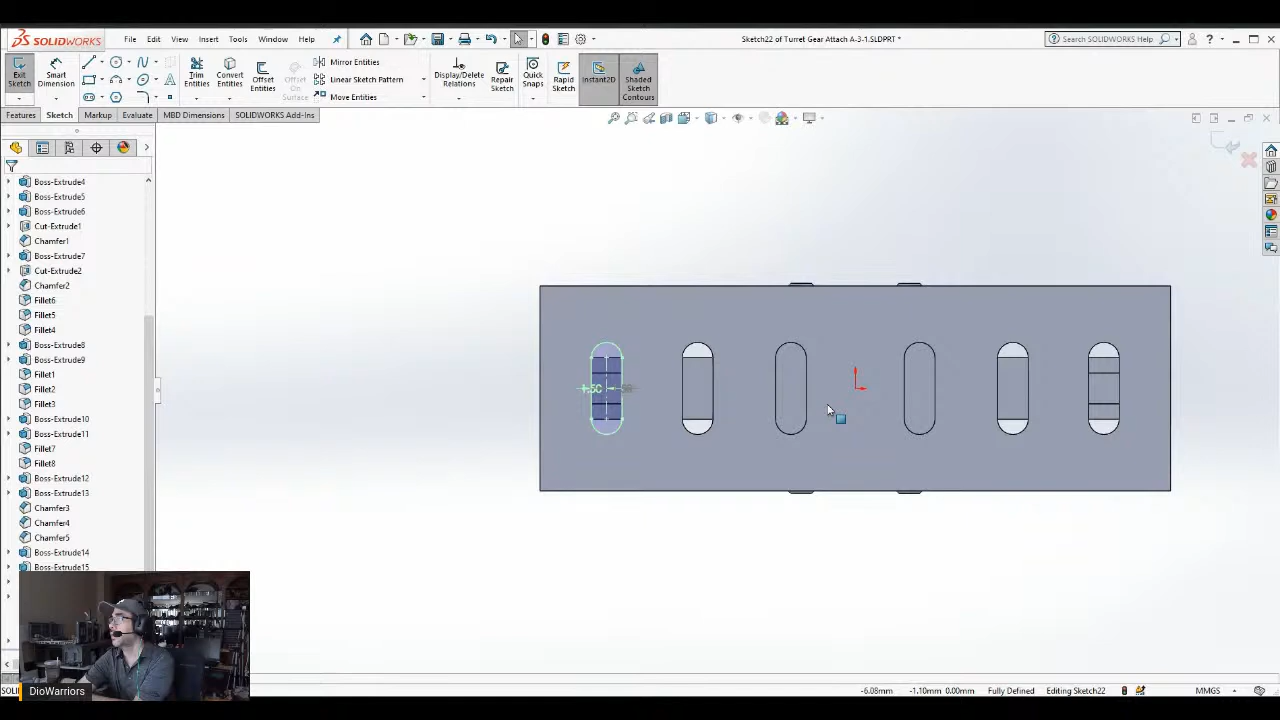 SOLIDWORKS File Edit View Insert Tools Window Help Sketch22 of Turret Gear Attach A-3-1.SLDPRT * Search SOLIDWORKS Help
Exit Sketch Smart Dimension Trim Entities Convert Entities Offset Entities Offset On Surface Mirror Entities Linear Sketch Pattern Move Entities Display/Delete Relations Repair Sketch Quick Snaps Rapid Sketch Instant2D Shaded Sketch Contours
Features Sketch Markup Evaluate MBD Dimensions SOLIDWORKS Add-Ins
Boss-Extrude4
Boss-Extrude5
Boss-Extrude6
Cut-Extrude1
Chamfer1
Boss-Extrude7
Cut-Extrude2
Chamfer2
Fillet6
Fillet5
Fillet4
Boss-Extrude8
Boss-Extrude9
Fillet1
Fillet2
Fillet3
Boss-Extrude10
Boss-Extrude11
Fillet7
Fillet8
Boss-Extrude12
Boss-Extrude13
Chamfer3
Chamfer4
Chamfer5
Boss-Extrude14
Boss-Extrude15
DioWarriors
-6.08mm -1.10mm 0.00mm Fully Defined Editing Sketch22 MMGS